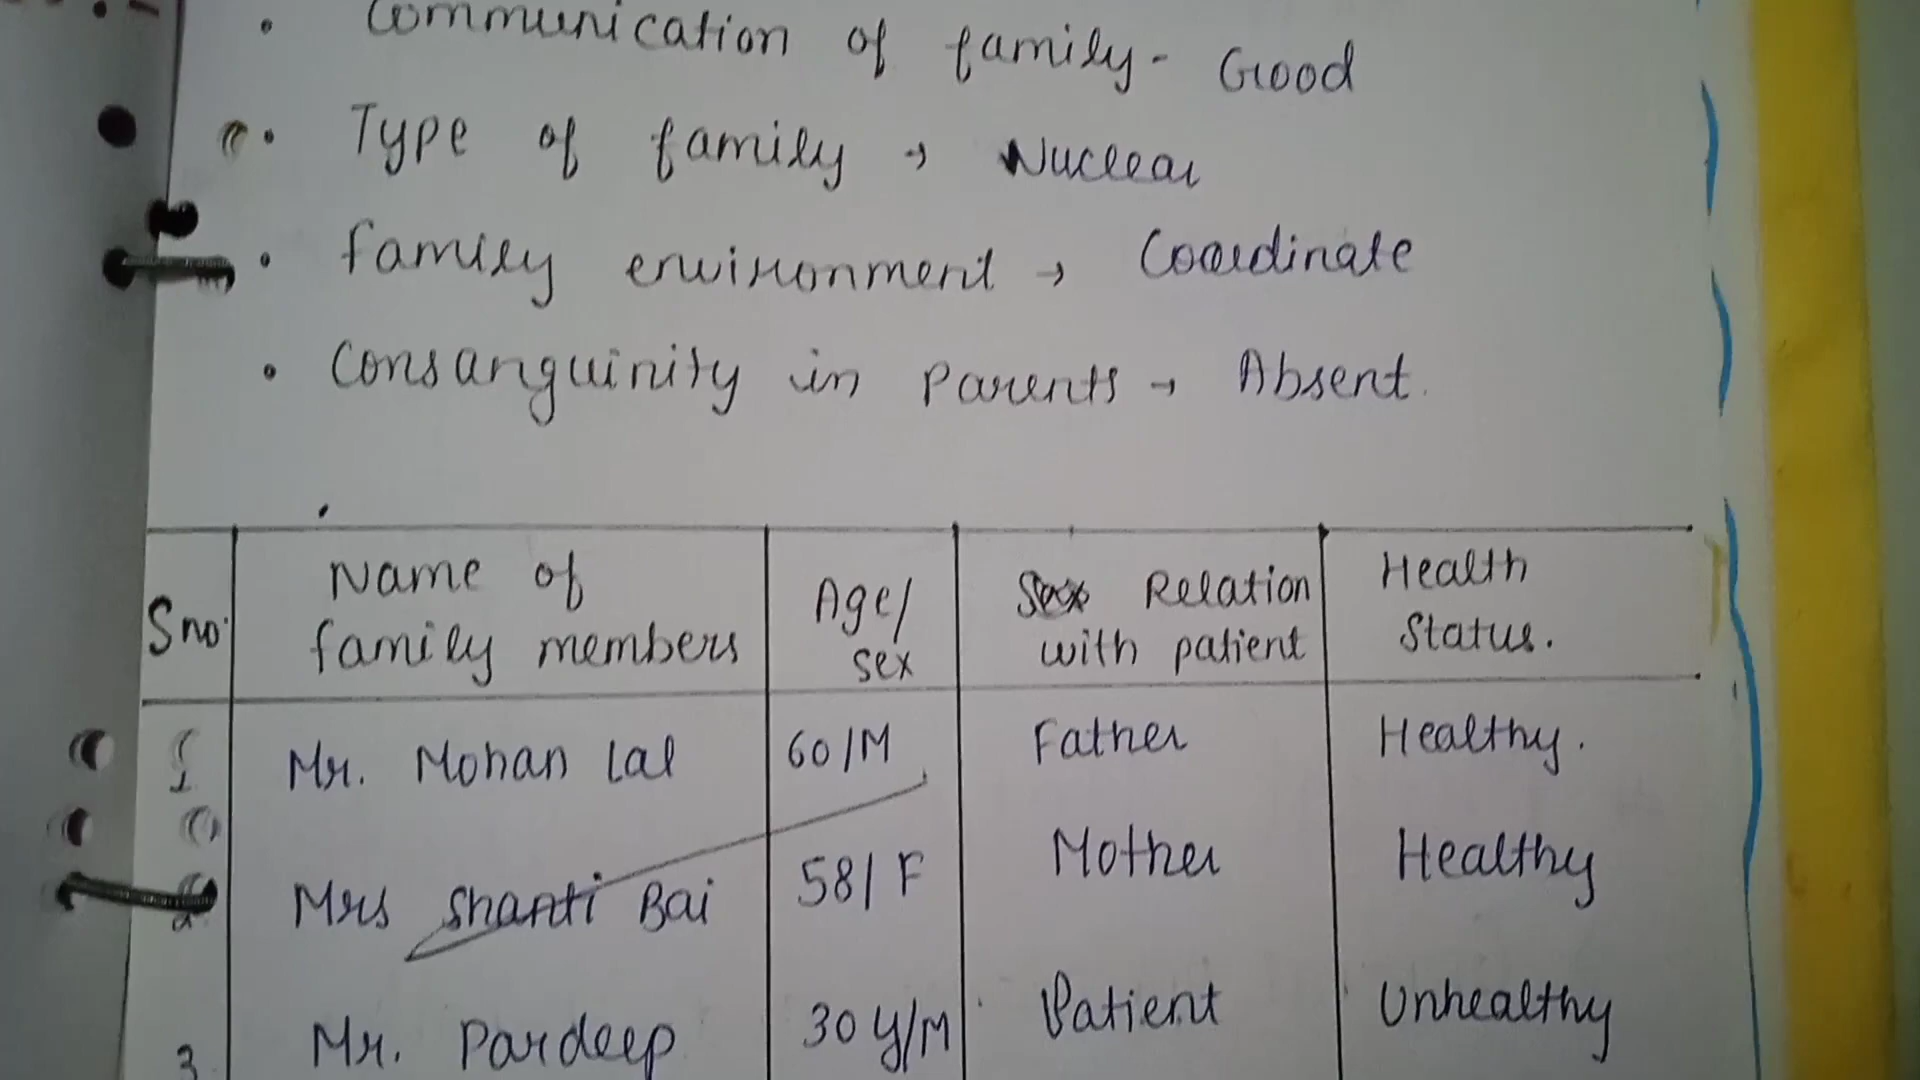 • Communication of family - Good
• Type of family → Nuclear
• family environment → Coordinate
• Consanguinity in Parents → Absent.
Sno. Name of family members Age/sex Relation with patient Health Status.
1 Mr. Mohan Lal 60/M Father Healthy.
2 Mrs Shanti Bai 58/F Mother Healthy
3. Mr. Pardeep 30 y/M Patient Unhealthy